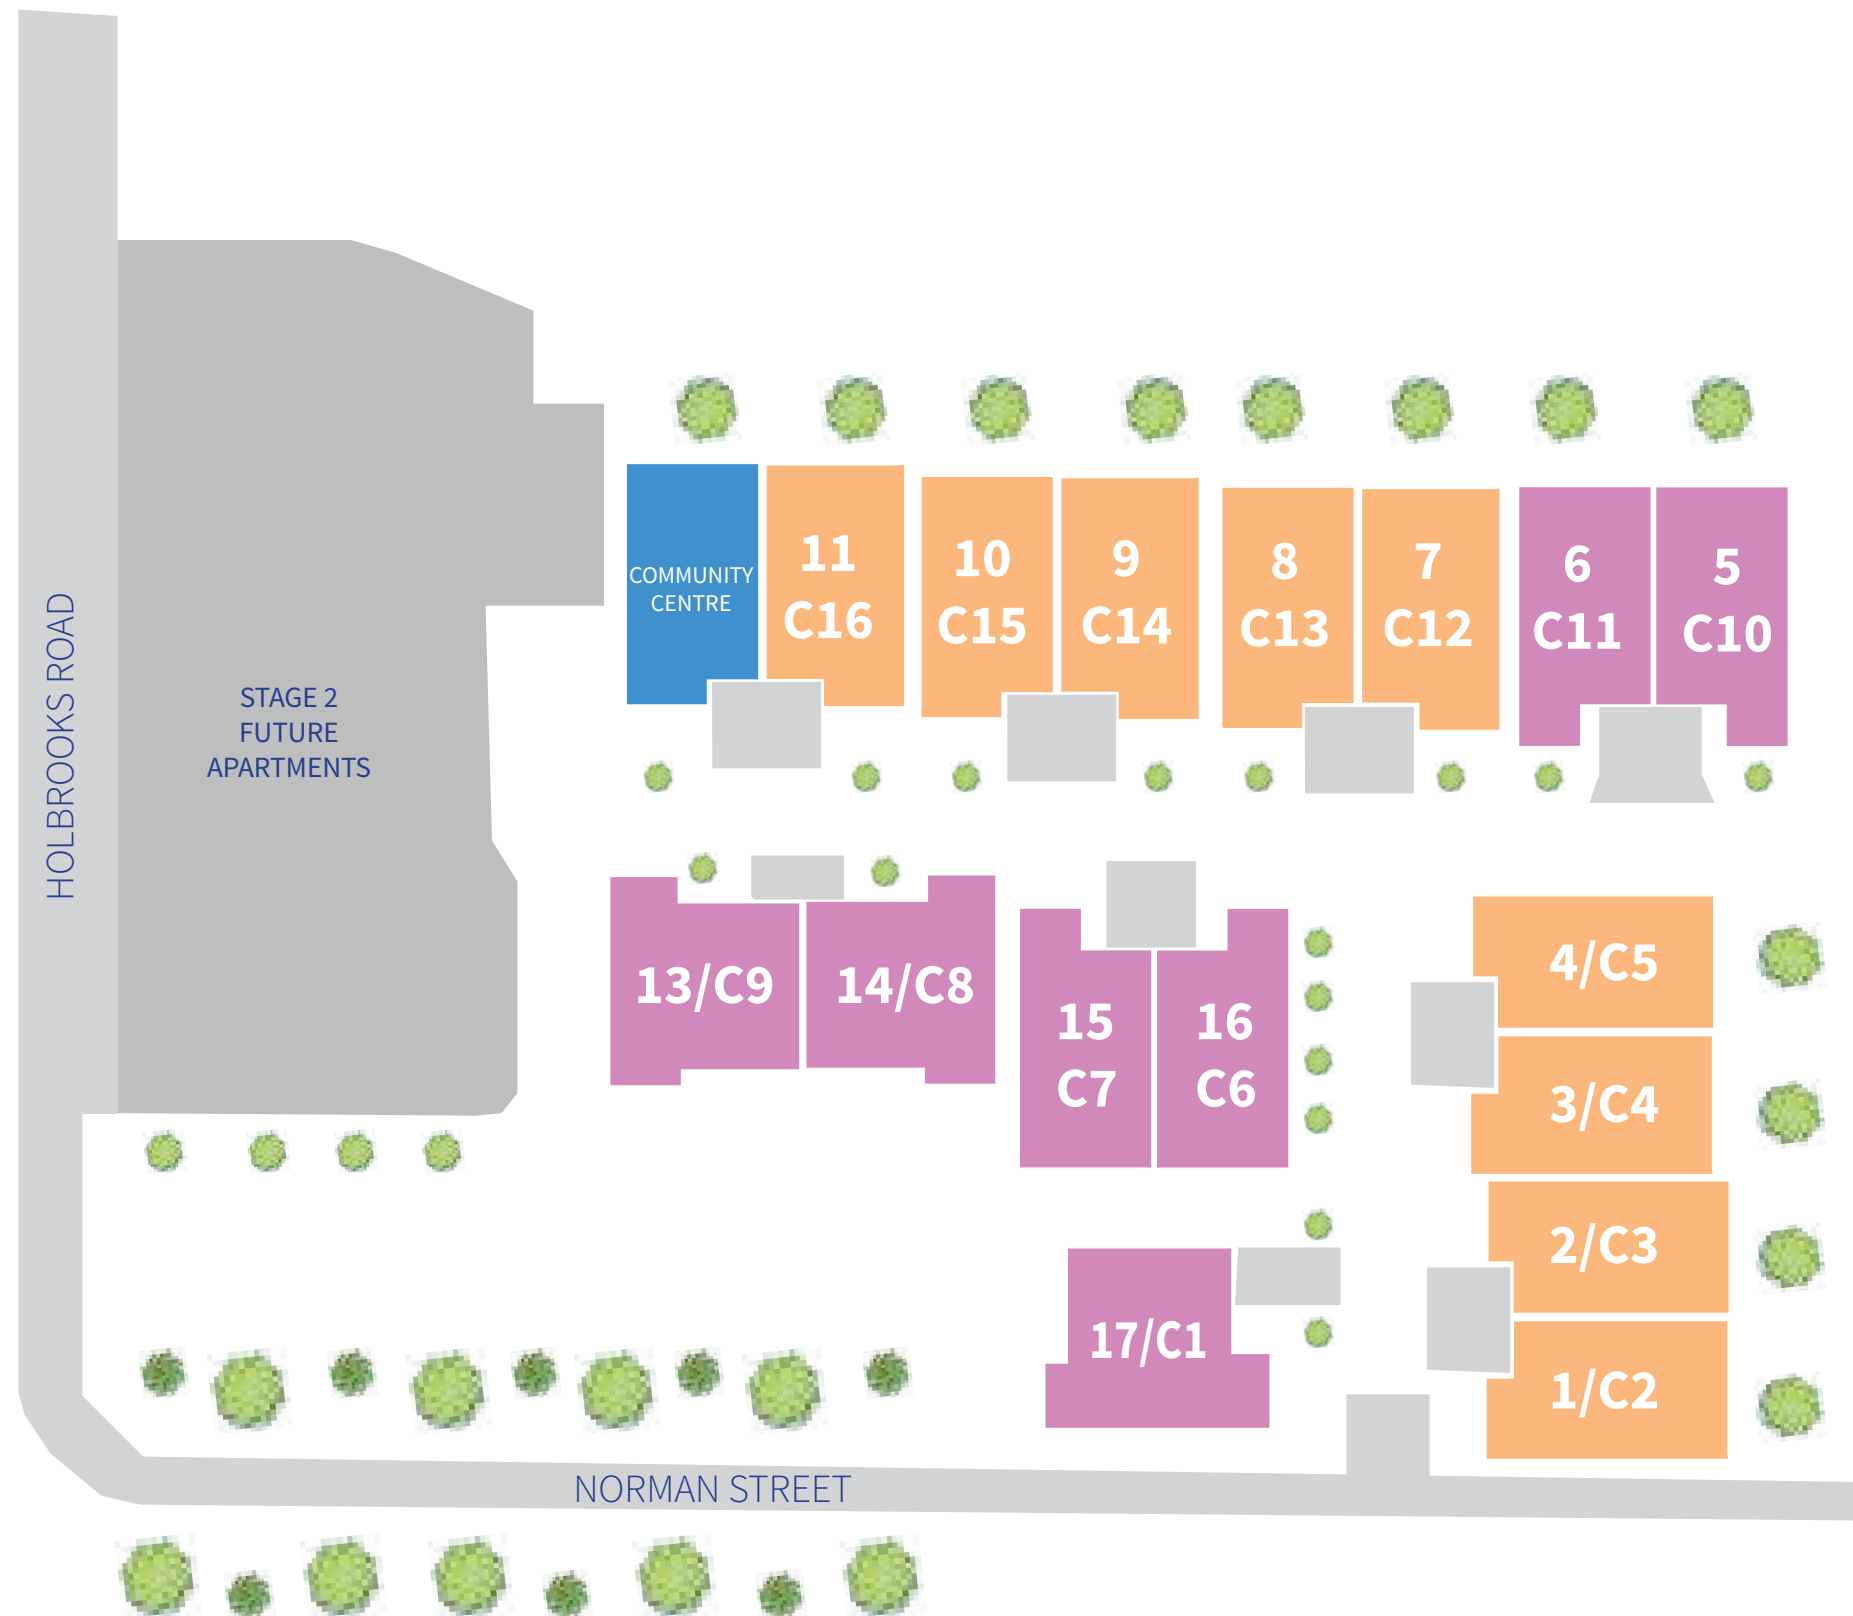 HOLBROOKS ROAD
STAGE 2
FUTURE
APARTMENTS
COMMUNITY
CENTRE
11
C16
10
C15
9
C14
8
C13
7
C12
6
C11
5
C10
13/C9
14/C8
15
C7
16
C6
4/C5
3/C4
2/C3
1/C2
17/C1
NORMAN STREET